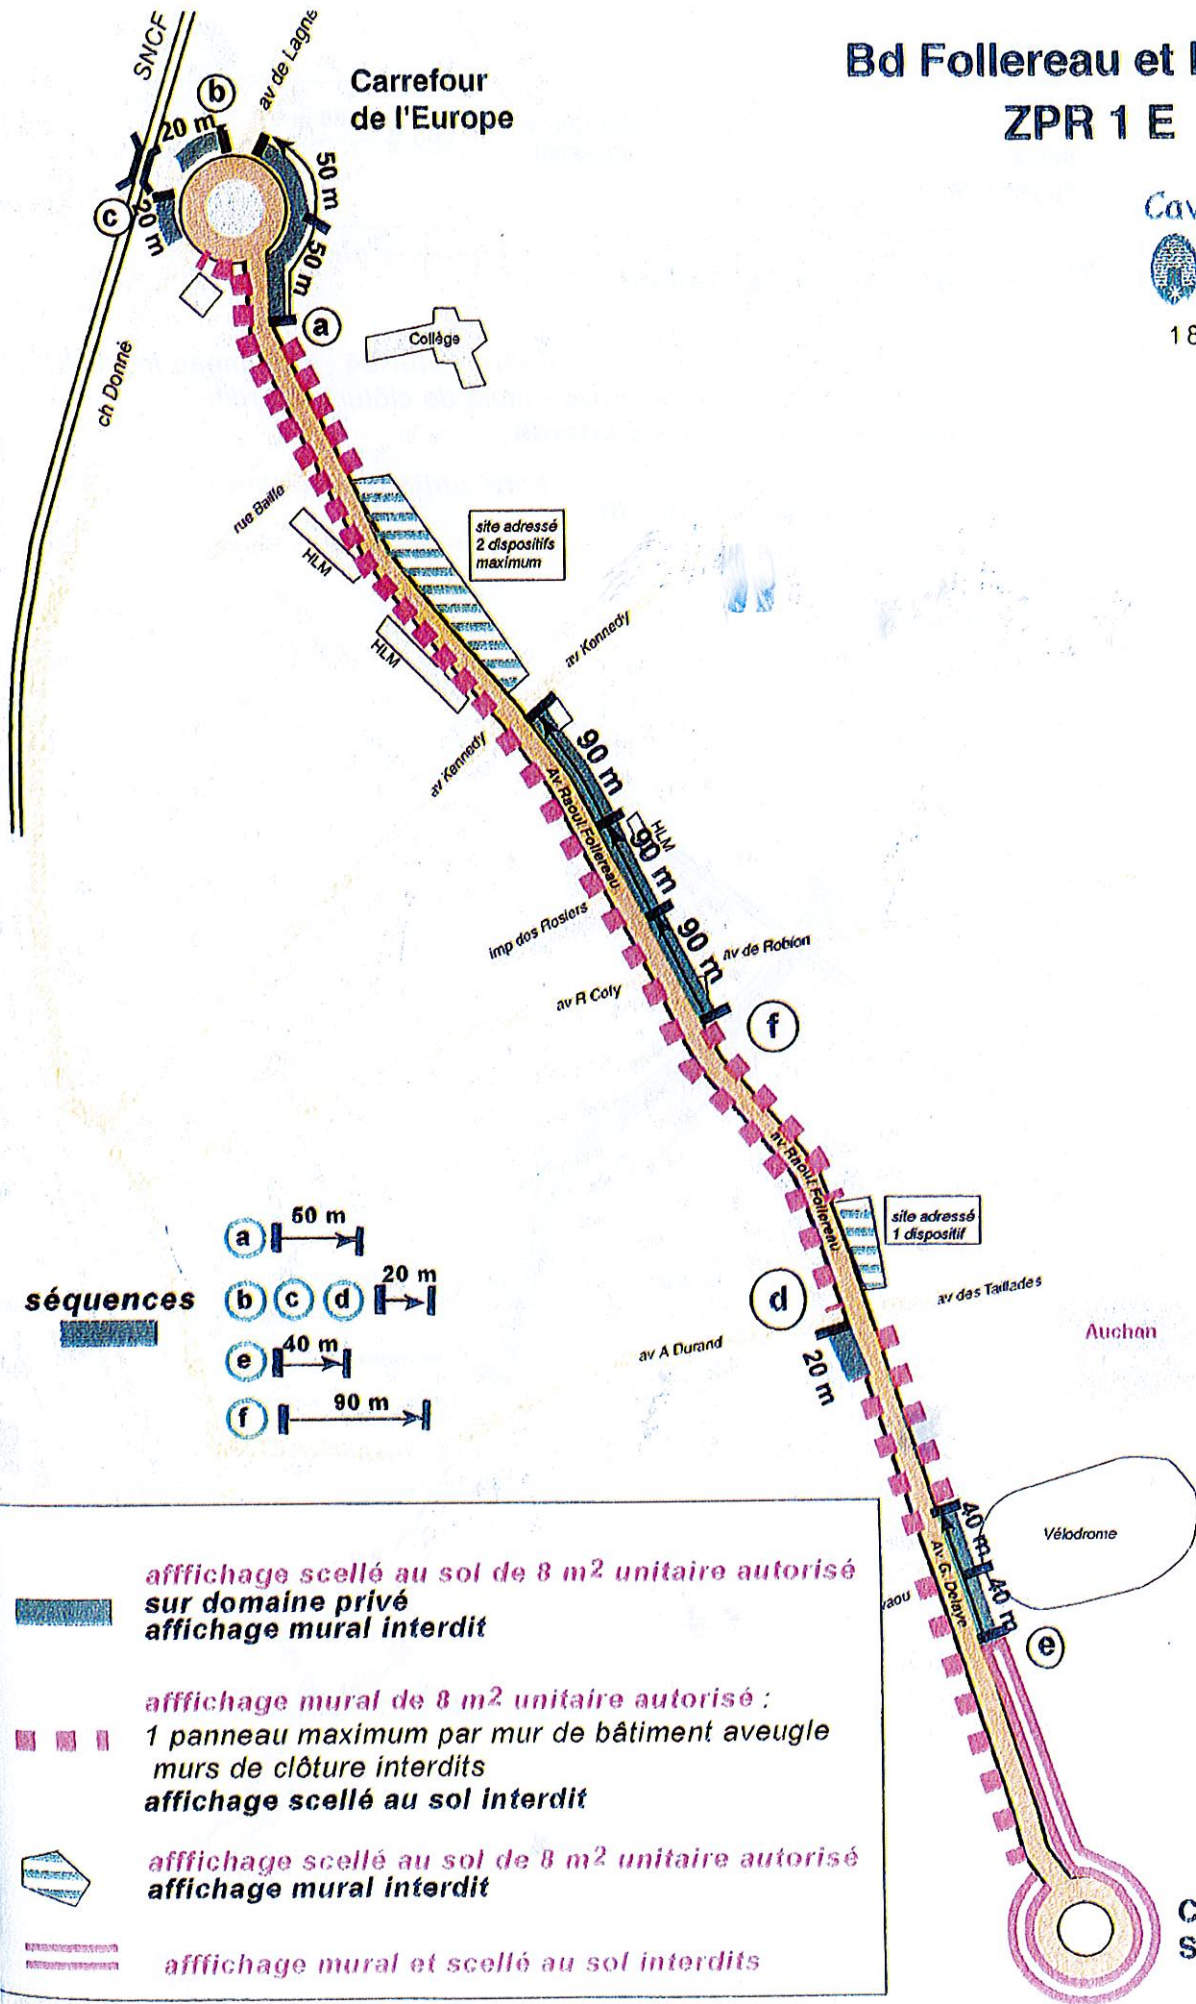 Bd Follereau et
ZPR 1 E
SNCF
av de Lagne
Carrefour
de l'Europe
b
20 m
50 m
c
20 m
50 m
a
Collège
ch Donné
rue Baille
HLM
site adressé
2 dispositifs
maximum
HLM
av Kennedy
av Kennedy
90 m
Av. Raoul Follereau
HLM
90 m
90 m
imp des Rosiers
av de Robion
av R Coty
f
av Raoul Follereau
site adressé
1 dispositif
d
av des Taillades
av A Durand
20 m
Auchan
séquences
a 50 m
b c d 20 m
e 40 m
f 90 m
40 m
Vélodrome
Av. G. Delaye
40 m
vaou
e
afffichage scellé au sol de 8 m² unitaire autorisé
sur domaine privé
affichage mural interdit
afffichage mural de 8 m² unitaire autorisé :
1 panneau maximum par mur de bâtiment aveugle
murs de clôture interdits
affichage scellé au sol interdit
afffichage scellé au sol de 8 m² unitaire autorisé
affichage mural interdit
afffichage mural et scellé au sol interdits